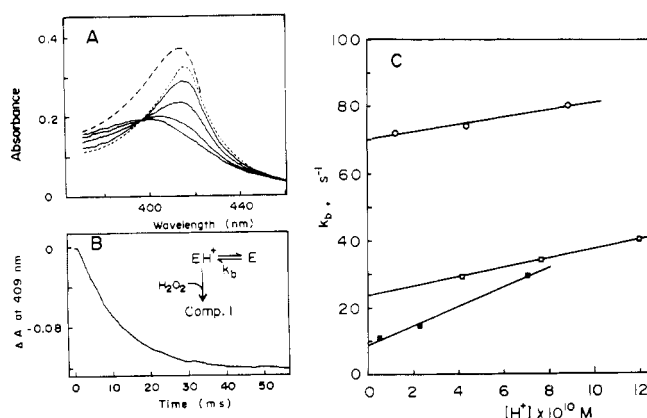 A
0.4
0.2
0
Absorbance
400
440
Wavelength (nm)
B
0
-0.08
Δ A at 409 nm
EH⁺ ⇌ E
k_b
H₂O₂
Comp. I
0 10 20 30 40 50
Time (ms)
C
100
80
60
40
20
0
k_b , s⁻¹
0 4 8 12
[H⁺] x 10¹⁰ M